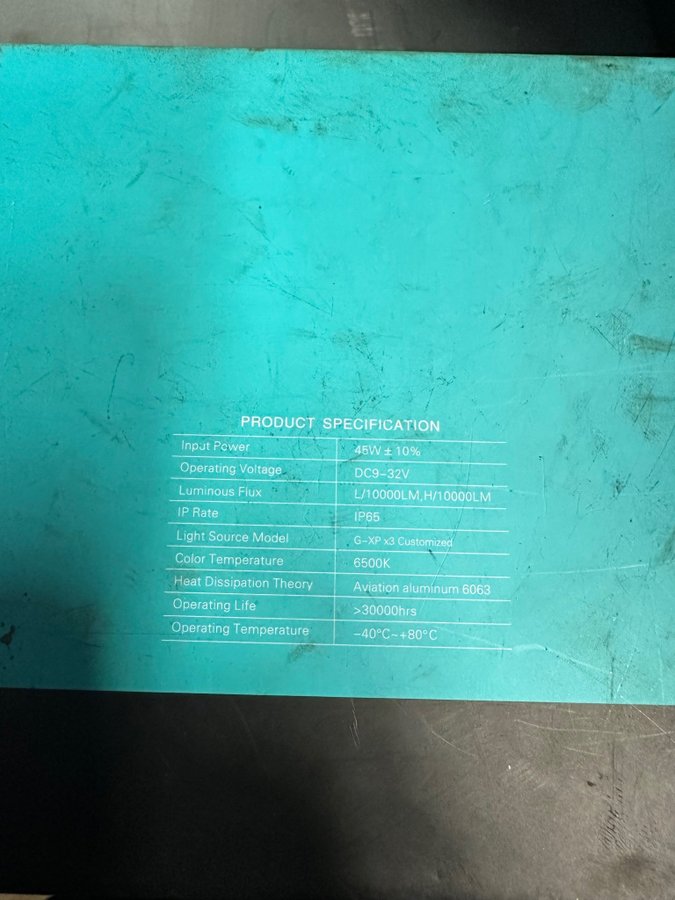 PRODUCT SPECIFICATION
Input Power 45W ± 10%
Operating Voltage DC9-32V
Luminous Flux L/10000LM,H/10000LM
IP Rate IP65
Light Source Model G-XP x3 Customized
Color Temperature 6500K
Heat Dissipation Theory Aviation aluminum 6063
Operating Life >30000hrs
Operating Temperature -40°C~+80°C